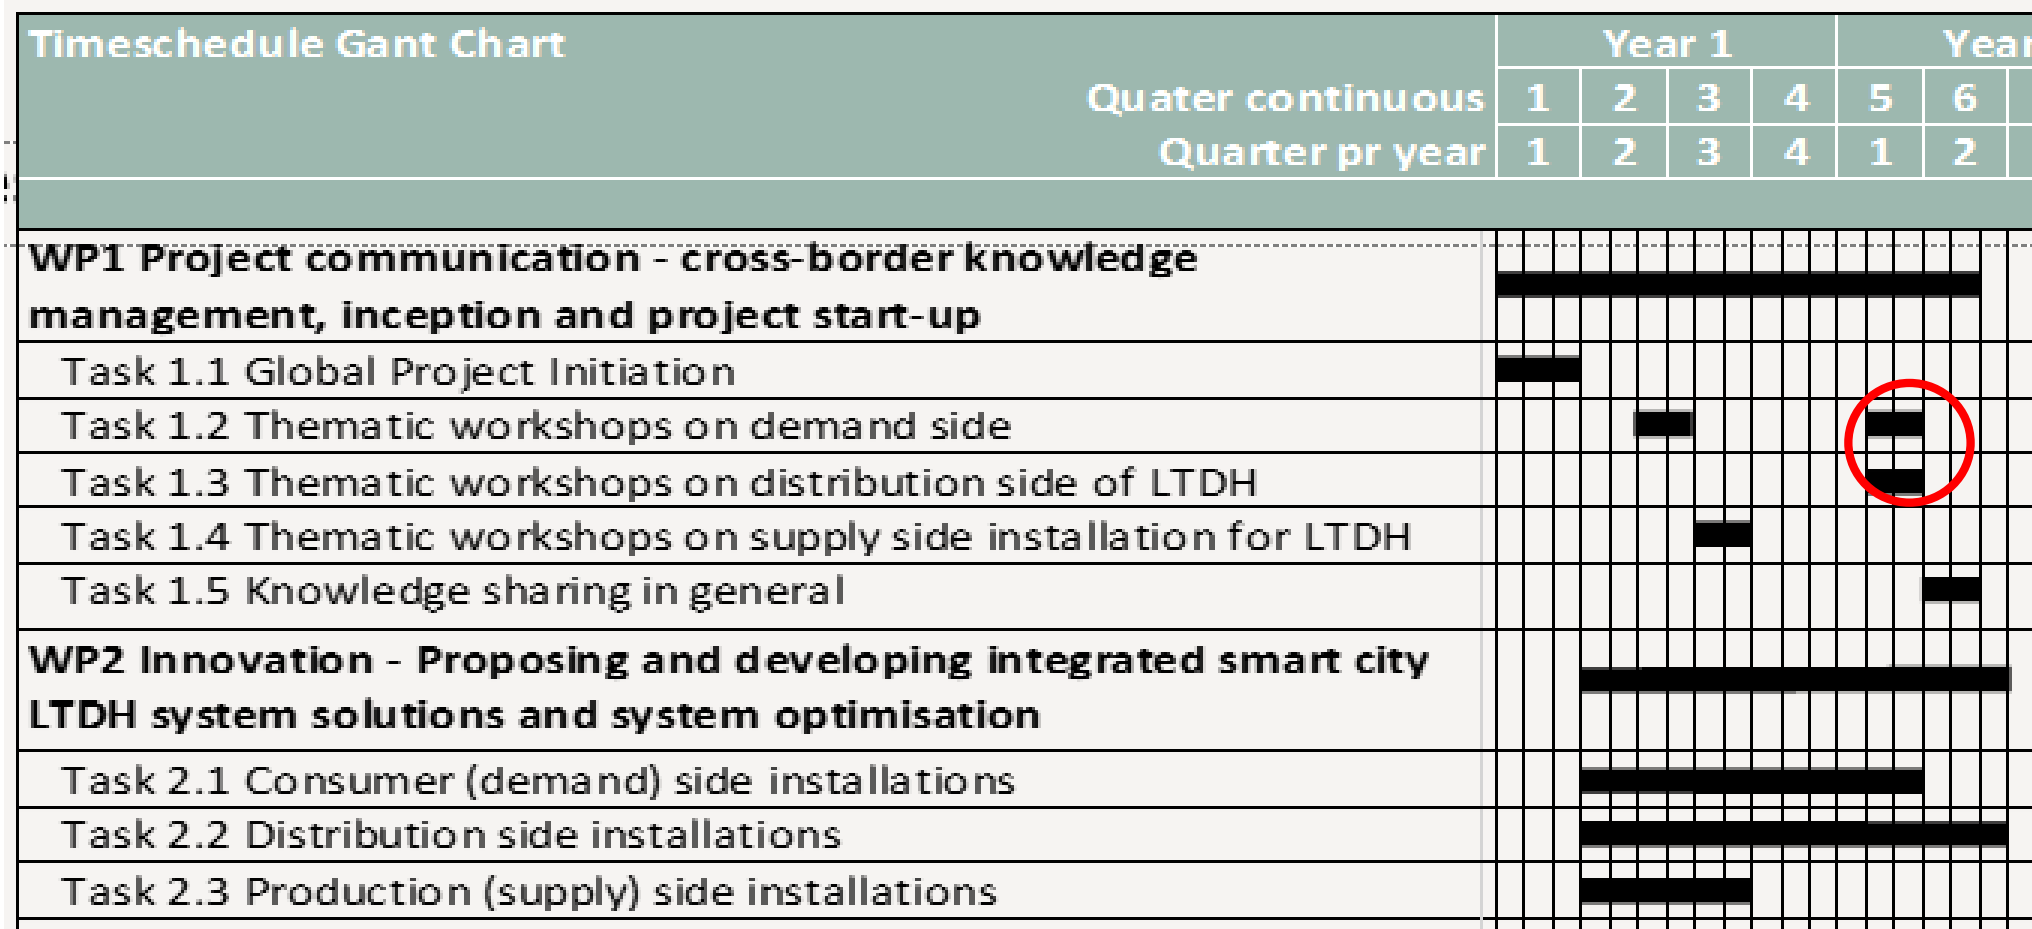 Timeschedule Gant Chart
Year 1 Year
Quater continuous 1 2 3 4 5 6
Quarter pr year 1 2 3 4 1 2
WP1 Project communication - cross-border knowledge
management, inception and project start-up
Task 1.1 Global Project Initiation
Task 1.2 Thematic workshops on demand side
Task 1.3 Thematic workshops on distribution side of LTDH
Task 1.4 Thematic workshops on supply side installation for LTDH
Task 1.5 Knowledge sharing in general
WP2 Innovation - Proposing and developing integrated smart city
LTDH system solutions and system optimisation
Task 2.1 Consumer (demand) side installations
Task 2.2 Distribution side installations
Task 2.3 Production (supply) side installations